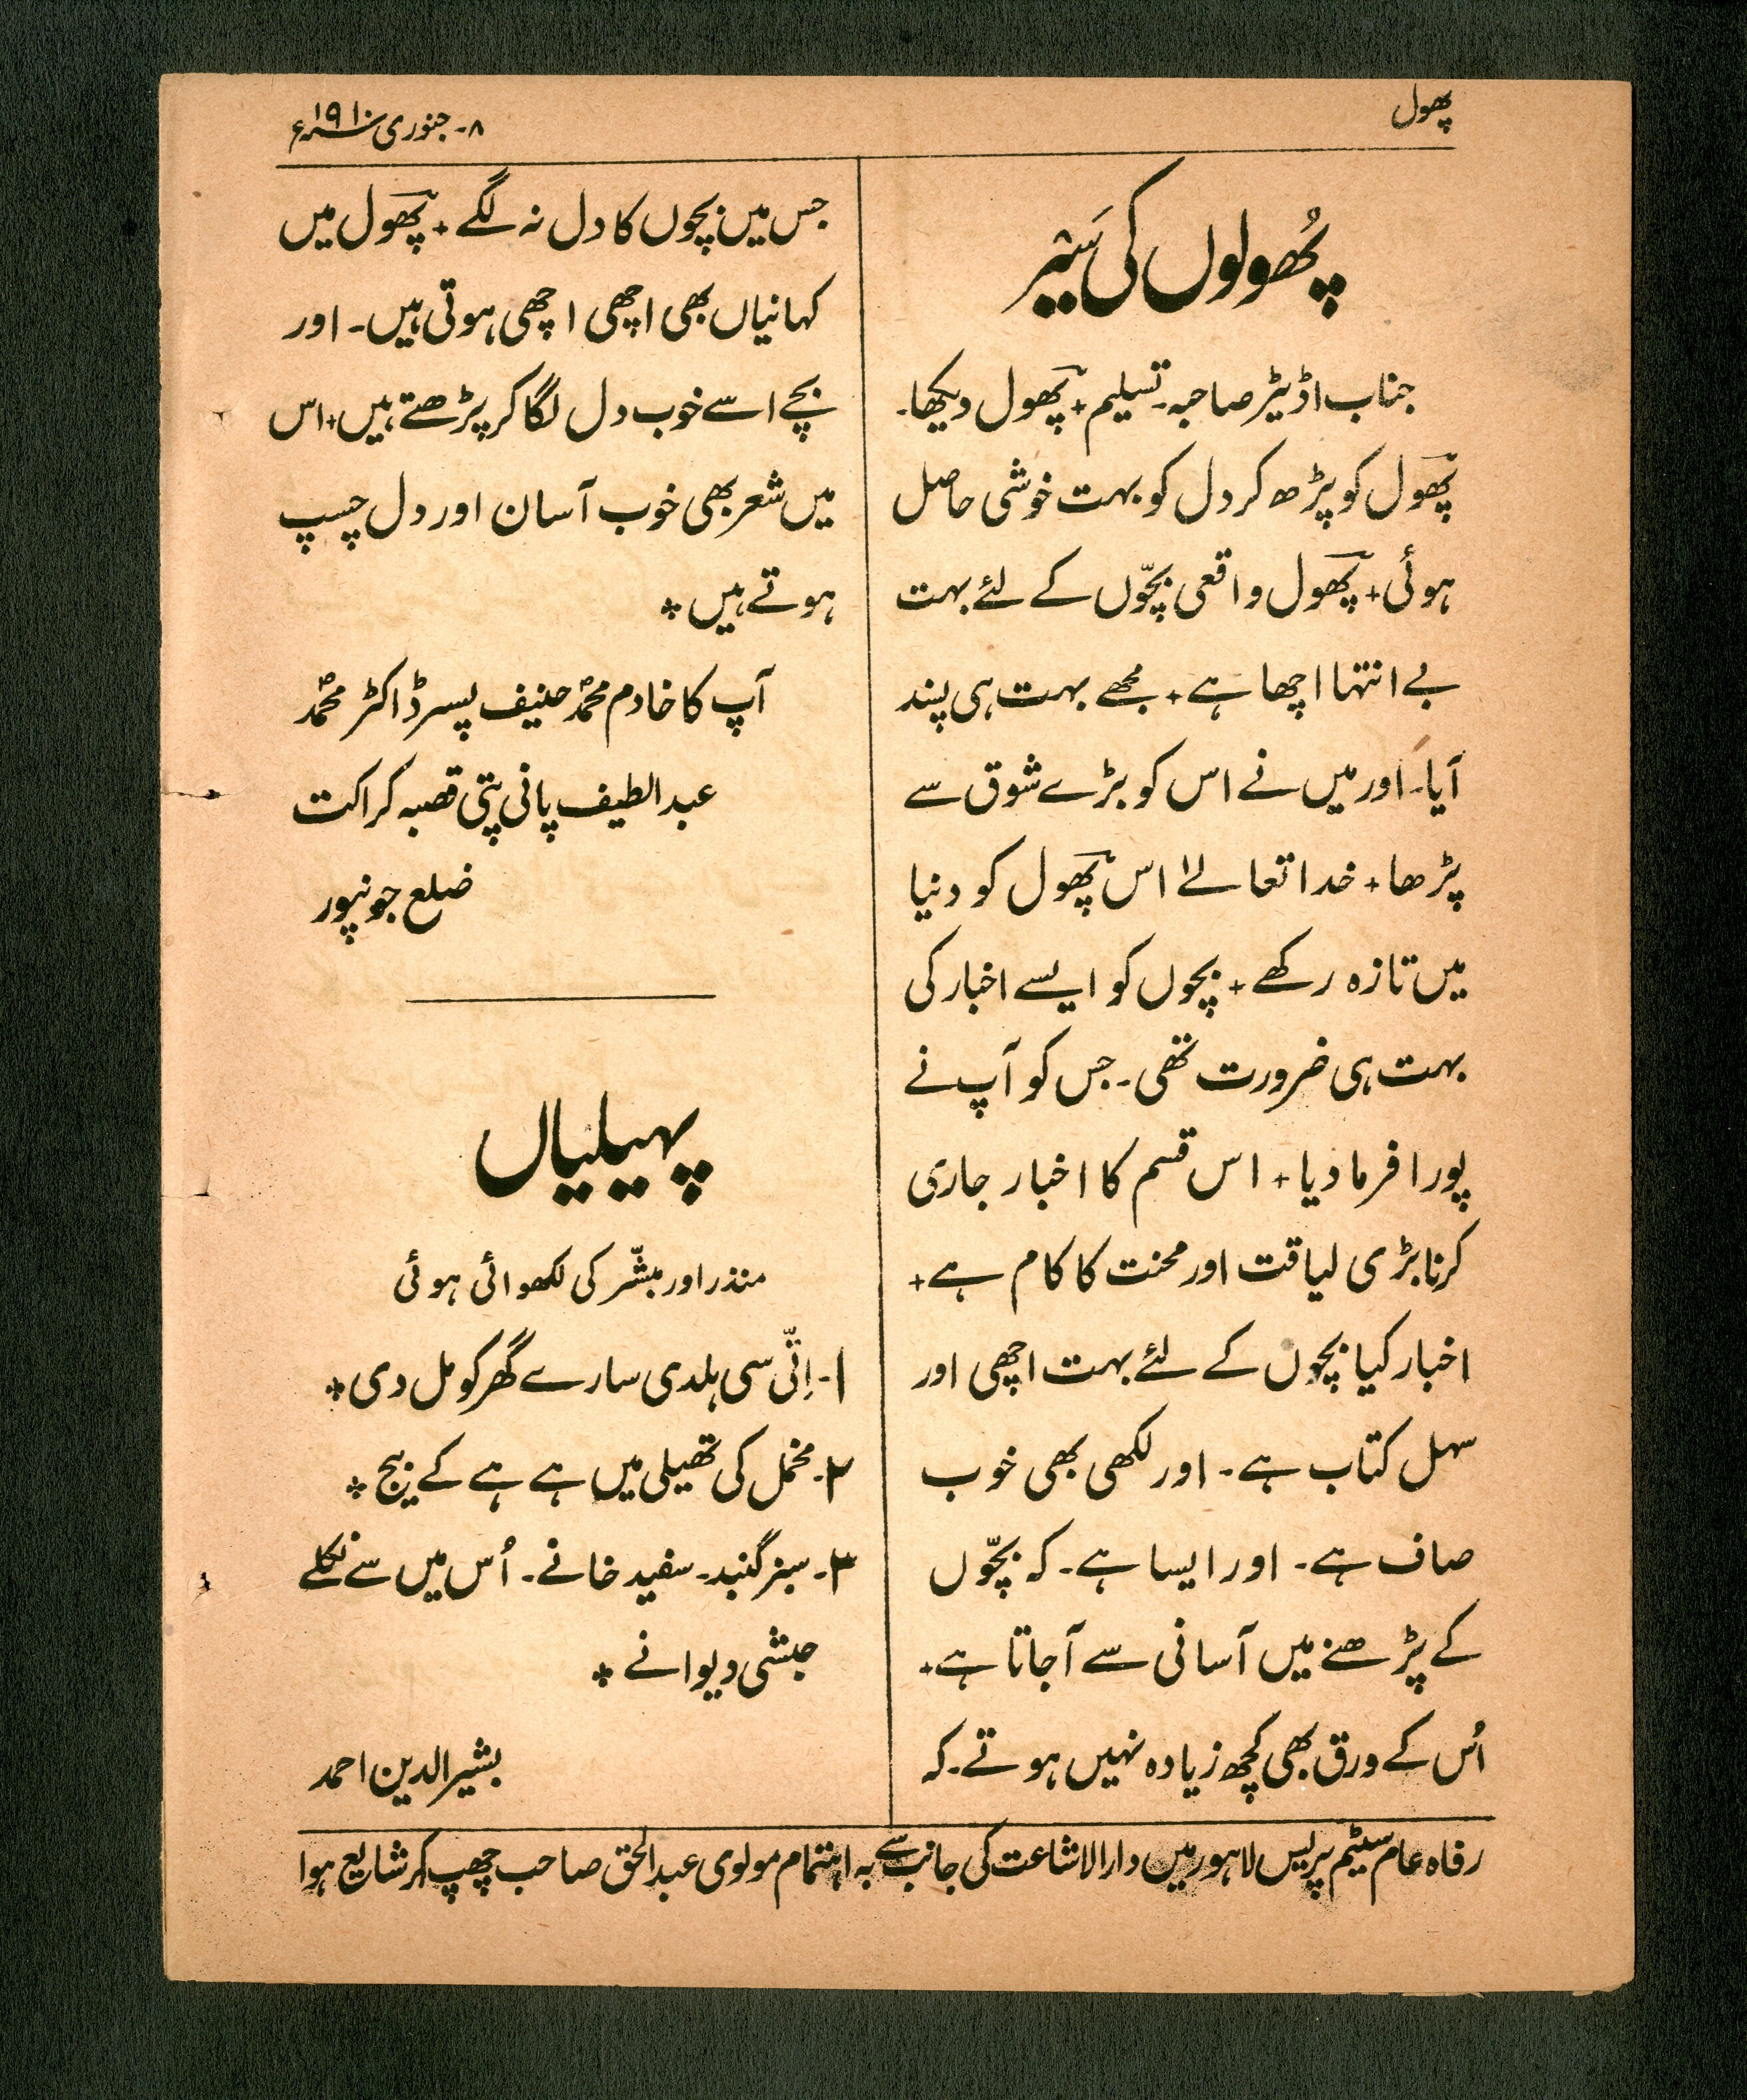 پھول
۸۔ جنوری ۱۹۱۰ء
پُھولوں کی سَیر
جناب اڈیٹر صاحبہ۔ تسلیم + پھول دیکھا۔
پھول کو پڑھ کر دل کو بہت خوشی حاصل
ہوئی + پھول واقعی بچّوں کے لئے بہت
بے انتہا اچھا ہے + مجھے بہت ہی پسند
آیا۔ اور میں نے اس کو بڑے شوق سے
پڑھا + خدا تعالےٰ اس پھول کو دنیا
میں تازہ رکھے + بچوں کو ایسے اخبار کی
بہت ہی ضرورت تھی۔ جس کو آپ نے
پورا فرما دیا + اس قسم کا اخبار جاری
کرنا بڑی لیاقت اور محنت کا کام ہے +
اخبار کیا بچوں کے لئے بہت اچھی اور
سہل کتاب ہے۔ اور لکھی بھی خوب
صاف ہے۔ اور ایسا ہے۔ کہ بچّوں
کے پڑھنے میں آسانی سے آجاتا ہے +
اُس کے ورق بھی کچھ زیادہ نہیں ہوتے۔ کہ
جس میں بچوں کا دل نہ لگے + پھول میں
کہانیاں بھی اچھی اچھی ہوتی ہیں۔ اور
بچے اسے خوب دل لگا کر پڑھتے ہیں + اس
میں شعر بھی خوب آسان اور دل چسپ
ہوتے ہیں +
آپ کا خادم محمدؐ حنیف پسر ڈاکٹر محمدؐ
عبد الطیف پانی پتی قصبہ کراکت
ضلع جونپور
پہیلیاں
منذر اور مبشّر کی لکھوائی ہوئی
۱۔ اِتّی سی ہلدی سارے گھر کو مل دی +
۲۔ مخمل کی تھیلی میں ہے ہے کے بیج +
۳۔ سبز گنبد۔ سفید خانے۔ اُس میں سے نکلے
حبشی دیوانے +
بشیر الدین احمد
رفاہ عام سٹیم پریس لاہور میں دار الاشاعت کی جانب سے بہ اہتمام مولوی عبد الحق صاحب چھپ کر شایع ہوا